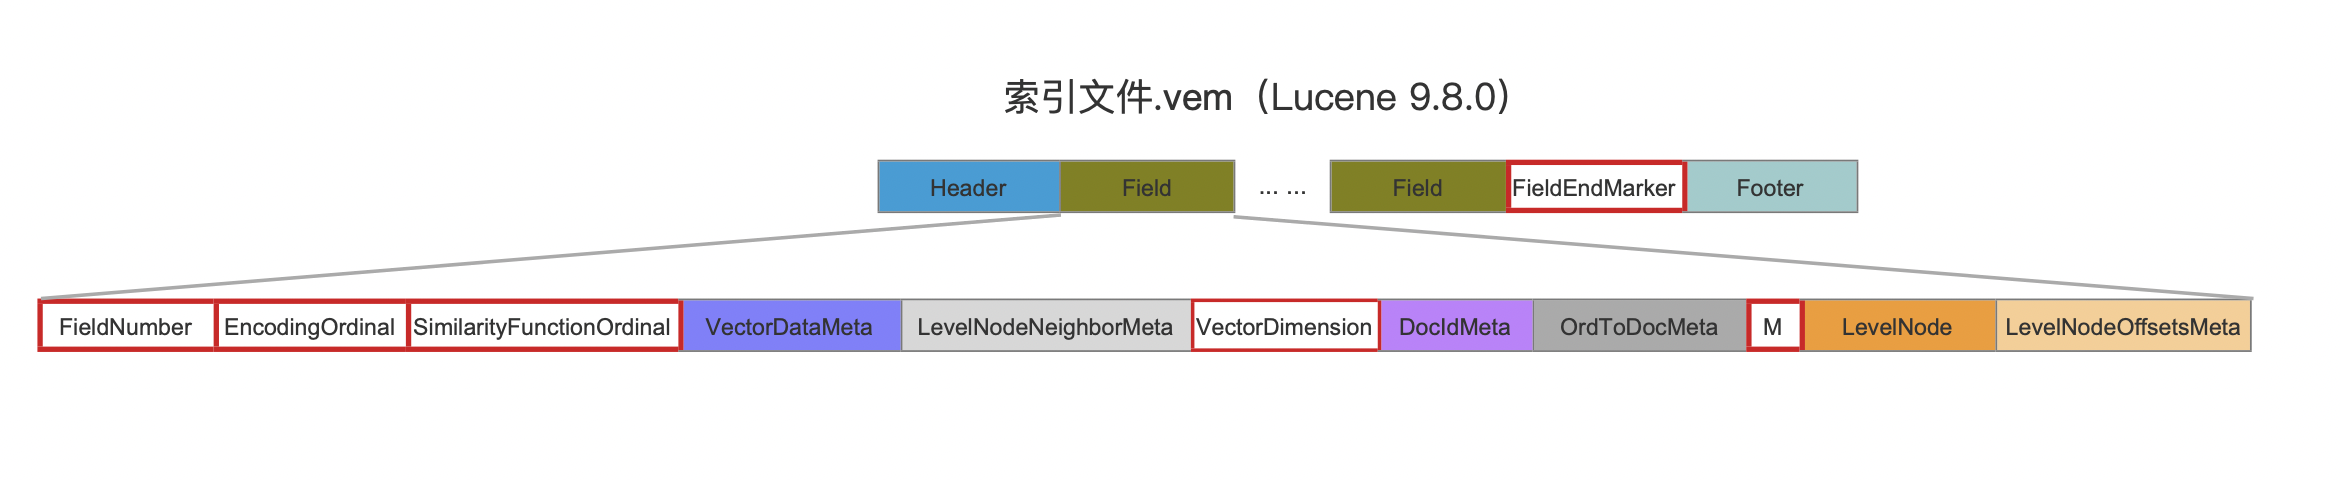 索引文件.vem（Lucene 9.8.0）
Header Field ... ... Field FieldEndMarker Footer
FieldNumber EncodingOrdinal SimilarityFunctionOrdinal VectorDataMeta LevelNodeNeighborMeta VectorDimension DocIdMeta OrdToDocMeta M LevelNode LevelNodeOffsetsMeta